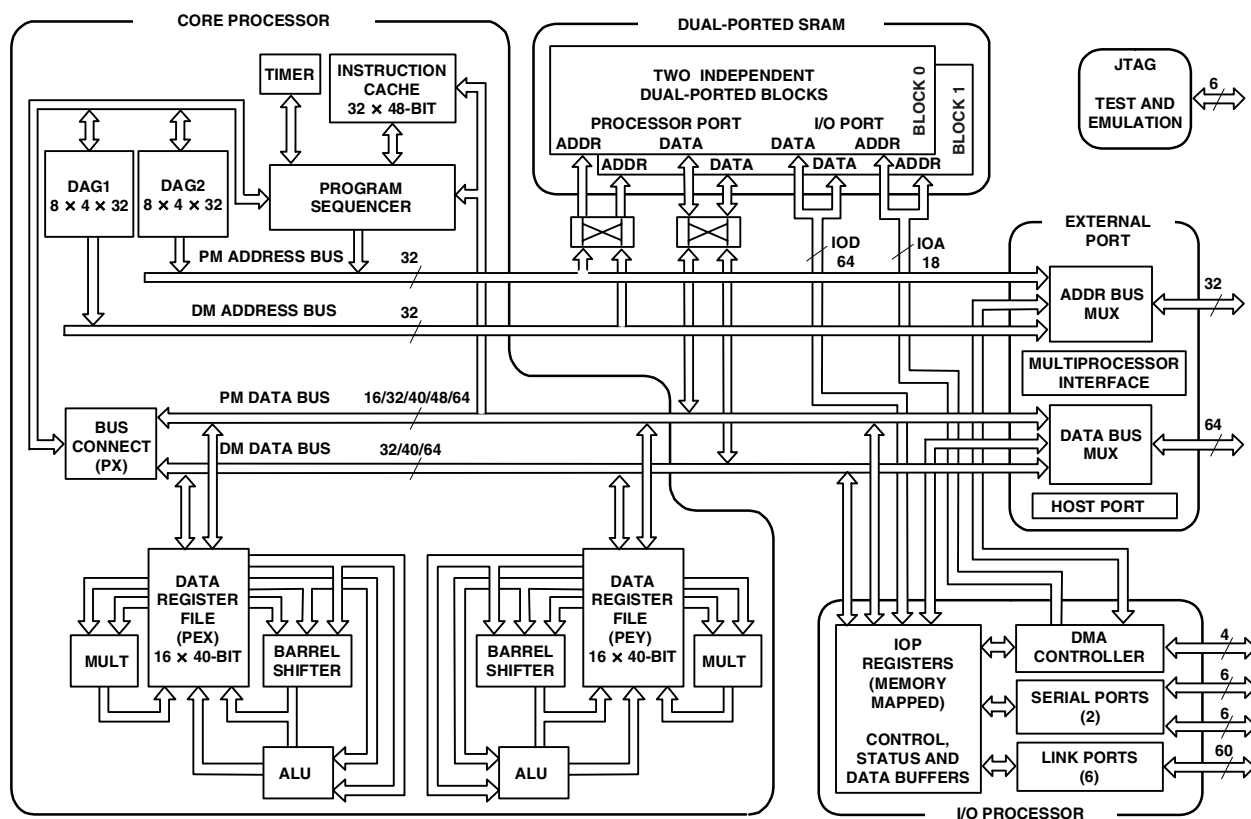 CORE PROCESSOR
TIMER
INSTRUCTION
CACHE
32 × 48-BIT
DAG1
8 × 4 × 32
DAG2
8 × 4 × 32
PROGRAM
SEQUENCER
PM ADDRESS BUS
32
DM ADDRESS BUS
32
PM DATA BUS
16/32/40/48/64
DM DATA BUS
32/40/64
BUS
CONNECT
(PX)
DATA
REGISTER
FILE
(PEX)
16 × 40-BIT
MULT
BARREL
SHIFTER
ALU
DATA
REGISTER
FILE
(PEY)
16 × 40-BIT
BARREL
SHIFTER
MULT
ALU
DUAL-PORTED SRAM
TWO INDEPENDENT
DUAL-PORTED BLOCKS
BLOCK 0
BLOCK 1
PROCESSOR PORT
I/O PORT
ADDR
DATA
DATA
ADDR
ADDR
DATA
DATA
ADDR
IOD
64
IOA
18
JTAG
TEST AND
EMULATION
6
EXTERNAL
PORT
ADDR BUS
MUX
32
MULTIPROCESSOR
INTERFACE
DATA BUS
MUX
64
HOST PORT
IOP
REGISTERS
(MEMORY
MAPPED)
CONTROL,
STATUS AND
DATA BUFFERS
DMA
CONTROLLER
4
SERIAL PORTS
(2)
6
6
LINK PORTS
(6)
60
I/O PROCESSOR